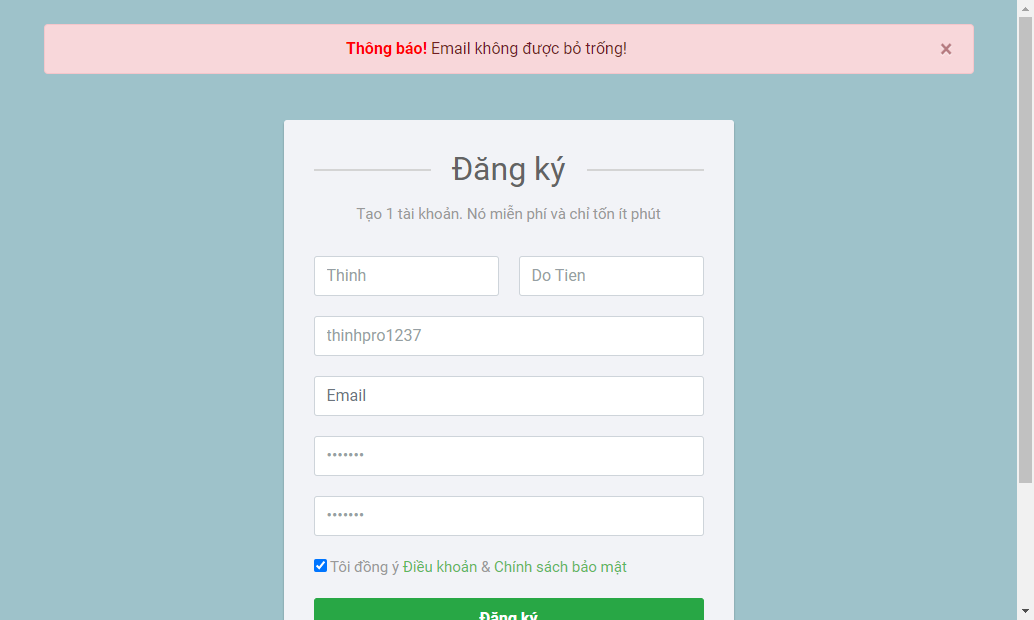 Thông báo! Email không được bỏ trống!
×
Đăng ký
Tạo 1 tài khoản. Nó miễn phí và chỉ tốn ít phút
Thinh
Do Tien
thinhpro1237
Email
•••••••
•••••••
Tôi đồng ý Điều khoản & Chính sách bảo mật
Đăng ký